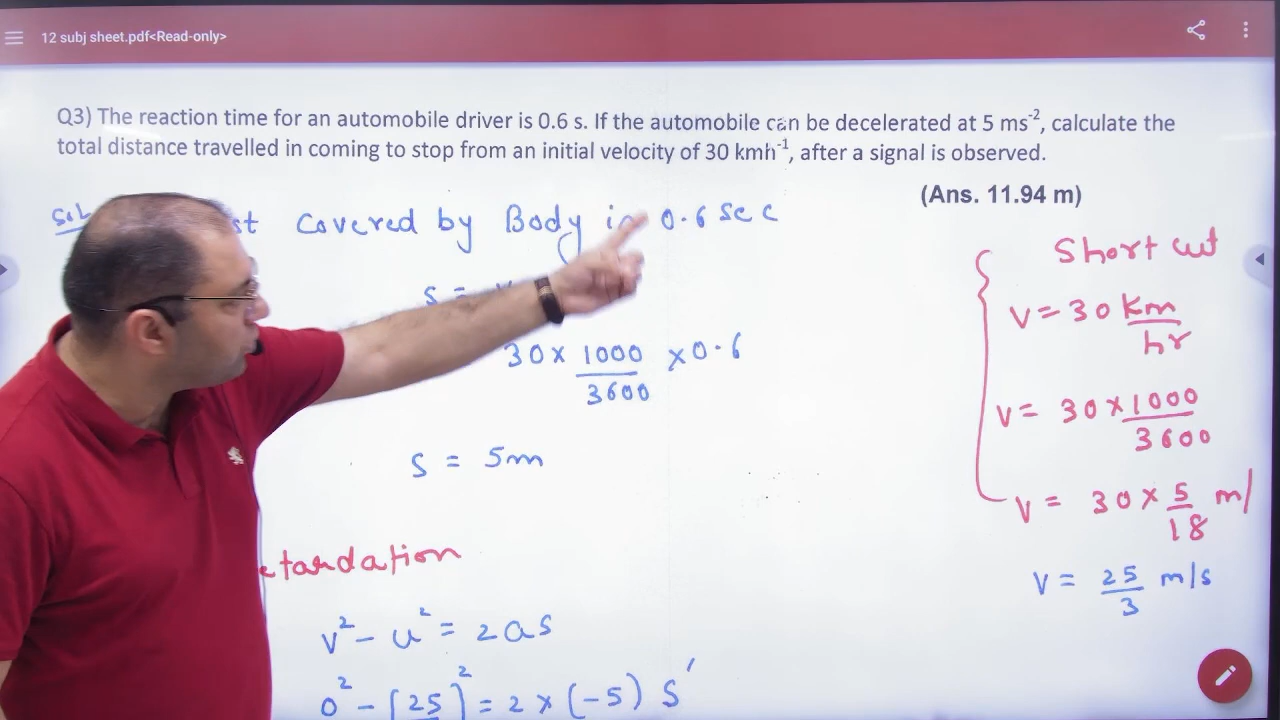 12 subj sheet.pdf<Read-only>
Q3) The reaction time for an automobile driver is 0.6 s. If the automobile can be decelerated at 5 ms⁻², calculate the
total distance travelled in coming to stop from an initial velocity of 30 kmh⁻¹, after a signal is observed.
(Ans. 11.94 m)
Sol st Covered by Body in 0.6 sec
S =
30 x 1000/3600 x 0.6
S = 5m
etardation
v² - u² = 2as
0² - [25]² = 2 x (-5) S'
Short cut
V = 30 Km/hr
V = 30 x 1000/3600
V = 30 x 5/18 m/
V = 25/3 m/s